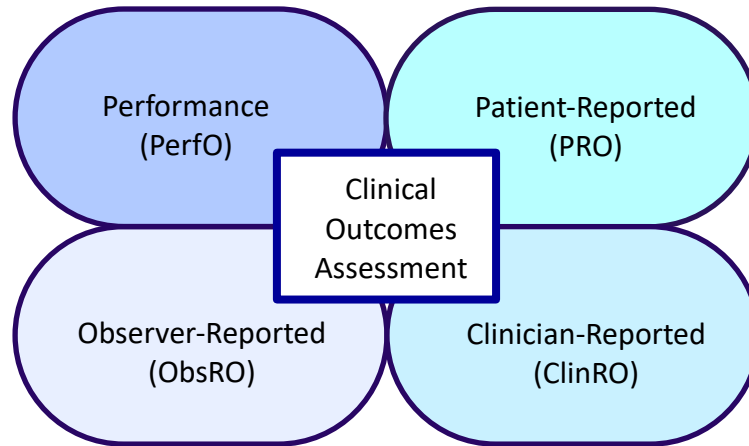 Performance
(PerfO)
Patient-Reported
(PRO)
Clinical
Outcomes
Assessment
Observer-Reported
(ObsRO)
Clinician-Reported
(ClinRO)